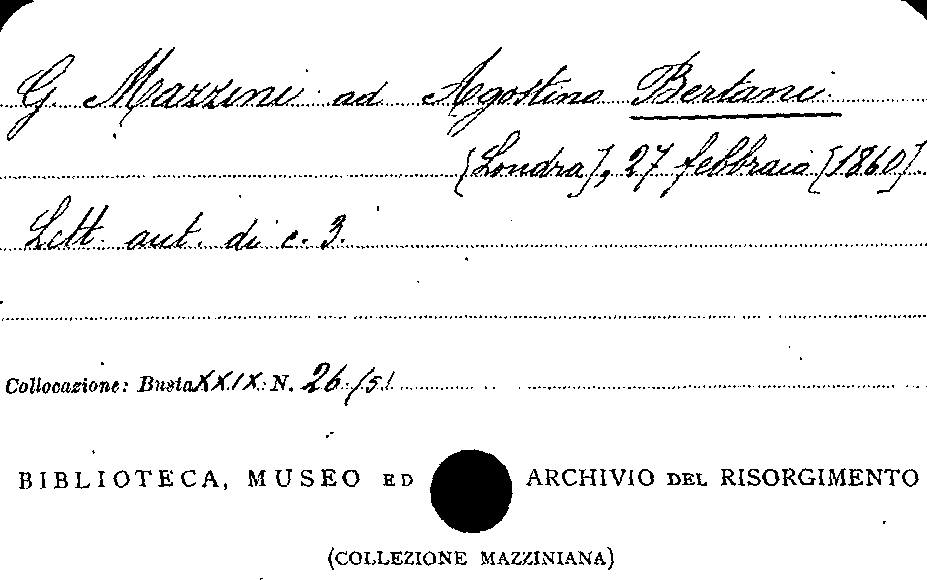 G. Mazzini ad Agostino Bertani.
[Londra], 27 febbraio [1860].
Lett. aut. di c. 3.
Collocazione: Busta XXIX N. 26/51
BIBLIOTECA, MUSEO ED ARCHIVIO DEL RISORGIMENTO
(COLLEZIONE MAZZINIANA)